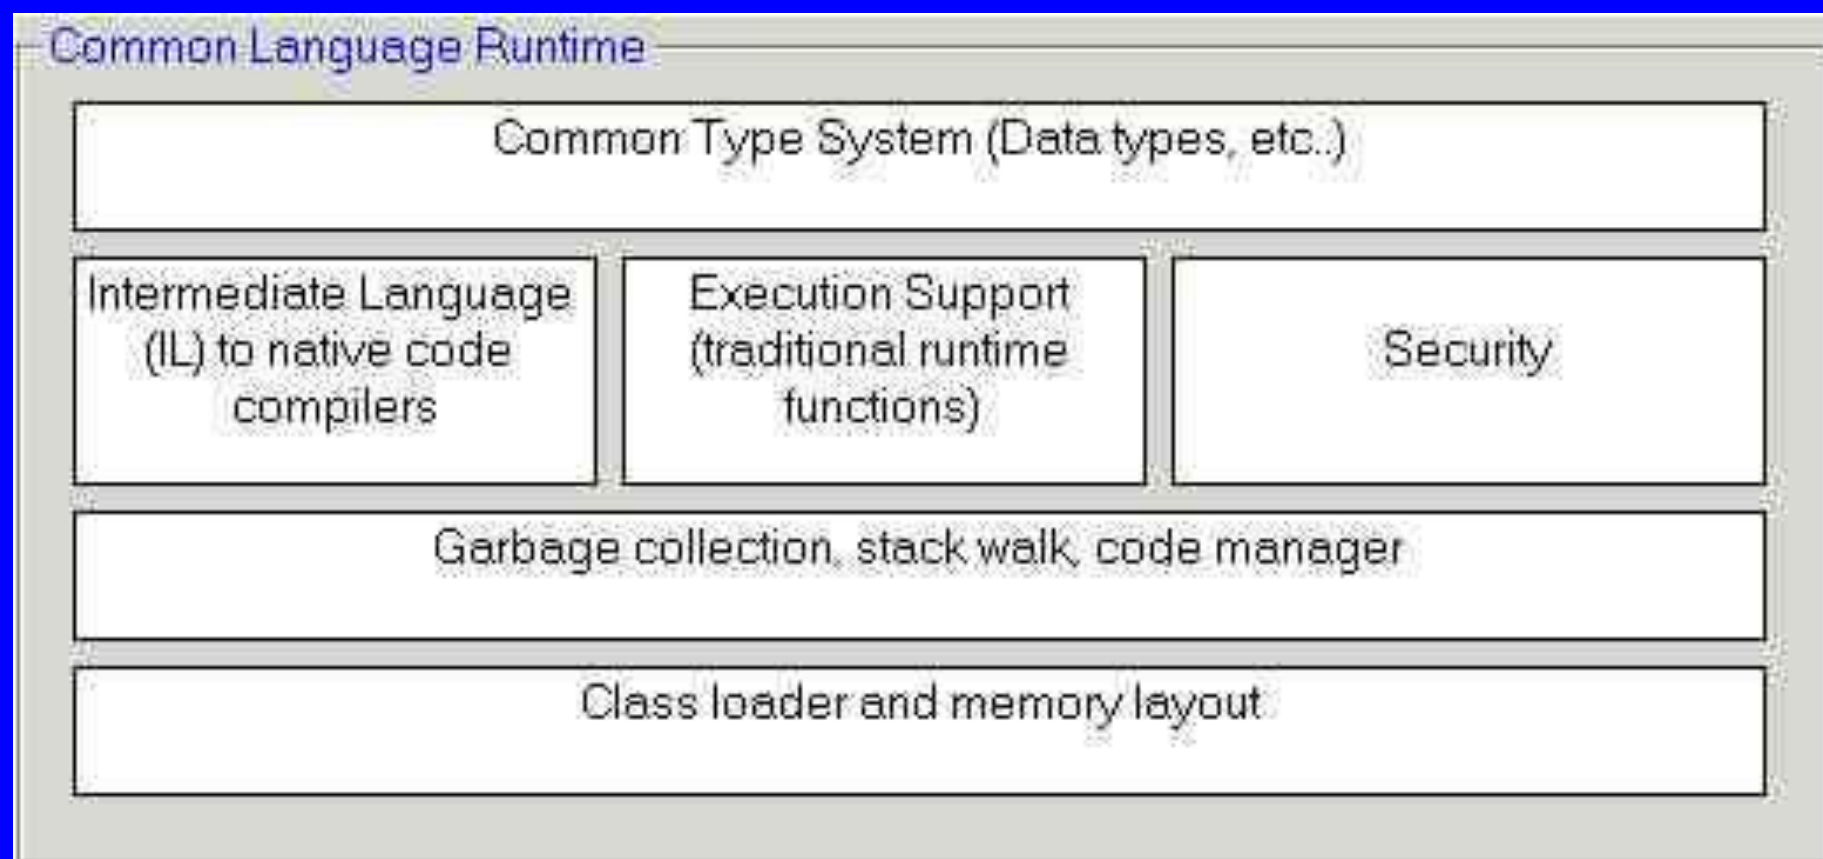 Common Language Runtime
Common Type System (Data types, etc..)
Intermediate Language
(IL) to native code
compilers
Execution Support
(traditional runtime
functions)
Security
Garbage collection, stack walk, code manager
Class loader and memory layout